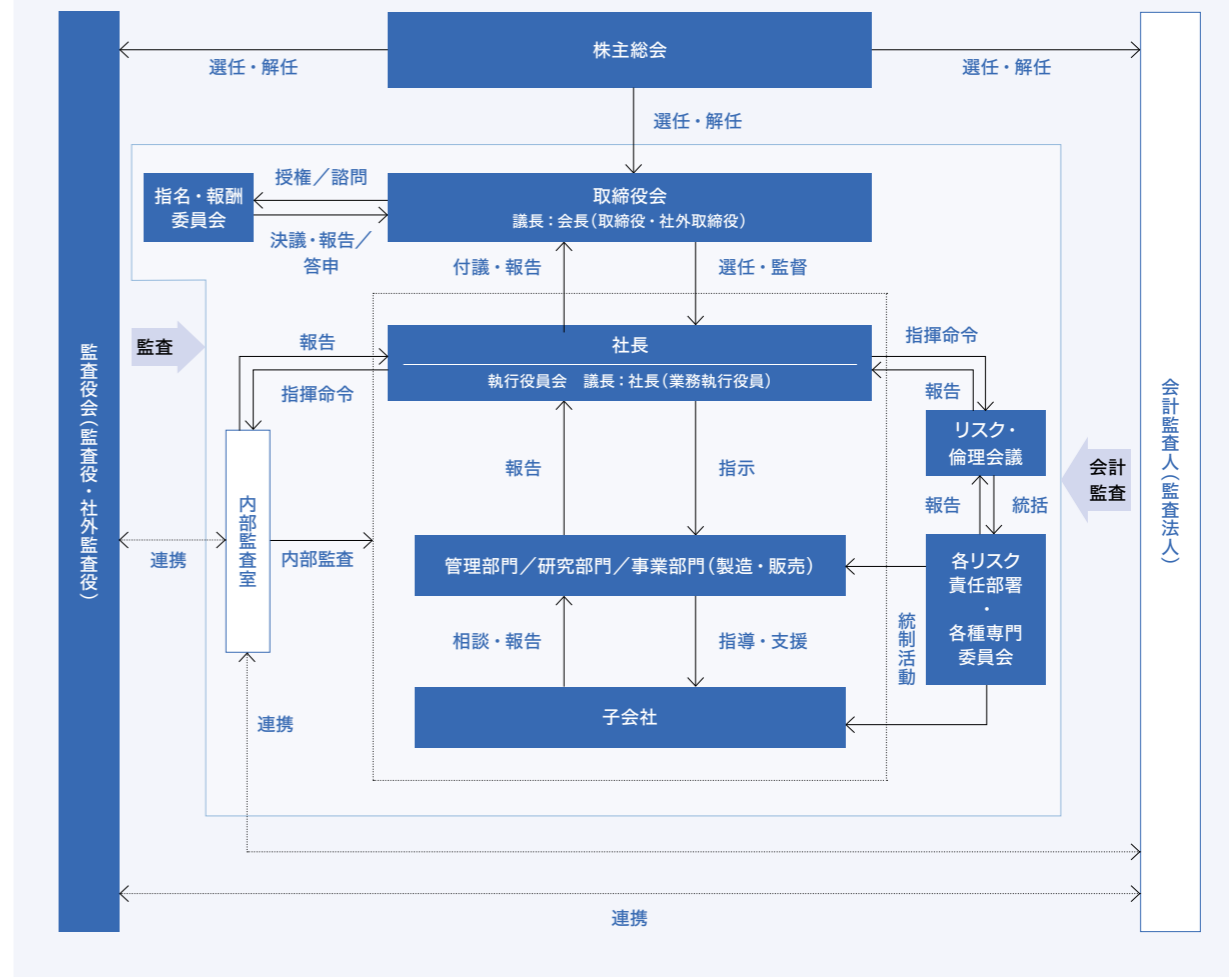 株主総会
選任・解任
選任・解任
選任・解任
指名・報酬
委員会
授権／諮問
決議・報告／
答申
取締役会
議長：会長（取締役・社外取締役）
付議・報告
選任・監督
監査役会（監査役・社外監査役）
監査
報告
指揮命令
社長
執行役員会　議長：社長（業務執行役員）
指揮命令
報告
リスク・
倫理会議
会計
監査
会計監査人（監査法人）
報告
指示
報告
統括
連携
内部監査室
内部監査
管理部門／研究部門／事業部門（製造・販売）
各リスク
責任部署
・
各種専門
委員会
統制活動
相談・報告
指導・支援
子会社
連携
連携